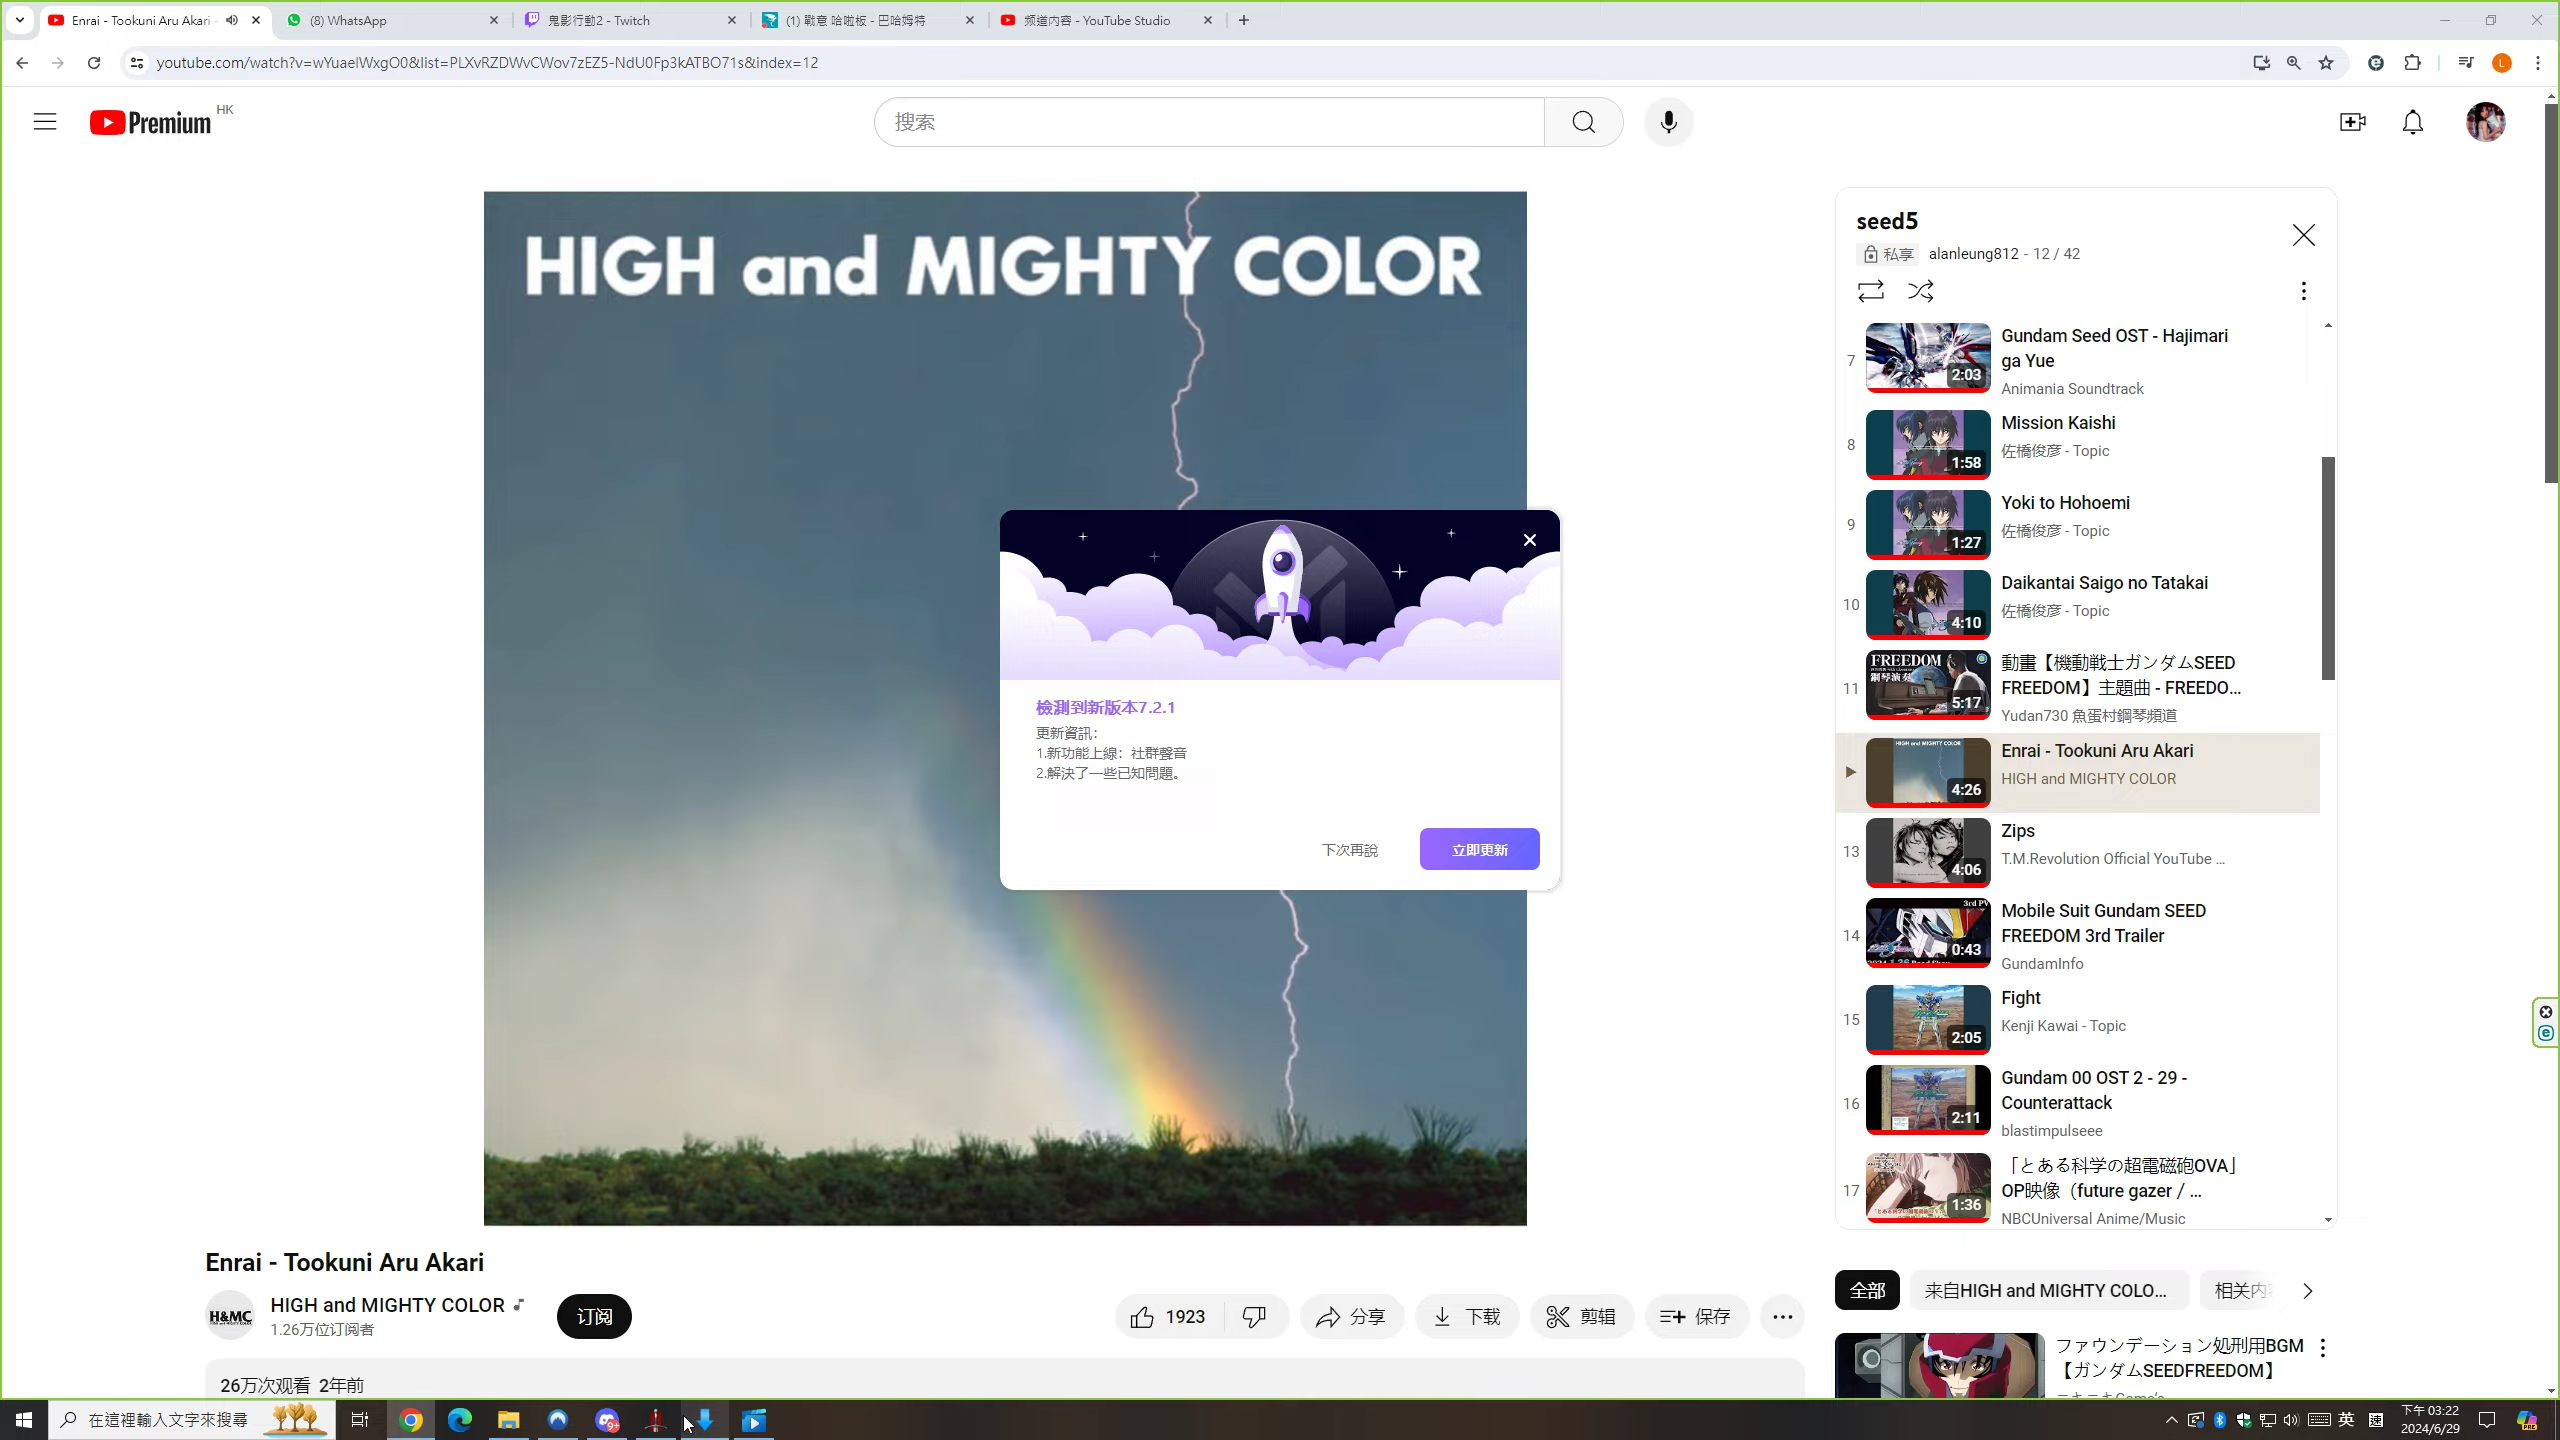 Enrai - Tookuni Aru Akari -
(8) WhatsApp
鬼影行動2 - Twitch
(1) 戰意 哈啦板 - 巴哈姆特
频道内容 - YouTube Studio
youtube.com/watch?v=wYuaelWxgO0&list=PLXvRZDWvCWov7zEZ5-NdU0Fp3kATBO71s&index=12
L
Premium HK
搜索
HIGH and MIGHTY COLOR
檢測到新版本7.2.1
更新資訊：
1.新功能上線：社群聲音
2.解決了一些已知問題。
下次再說
立即更新
seed5
私享 alanleung812 - 12 / 42
7
2:03
Gundam Seed OST - Hajimari
ga Yue
Animania Soundtrack
8
1:58
Mission Kaishi
佐橋俊彦 - Topic
9
1:27
Yoki to Hohoemi
佐橋俊彦 - Topic
10
4:10
Daikantai Saigo no Tatakai
佐橋俊彦 - Topic
11
FREEDOM
鋼琴演奏
5:17
動畫【機動戦士ガンダムSEED
FREEDOM】主題曲 - FREEDO...
Yudan730 魚蛋村鋼琴頻道
HIGH and MIGHTY COLOR
4:26
Enrai - Tookuni Aru Akari
HIGH and MIGHTY COLOR
13
4:06
Zips
T.M.Revolution Official YouTube ...
14
3rd PV
0:43
Mobile Suit Gundam SEED
FREEDOM 3rd Trailer
GundamInfo
15
2:05
Fight
Kenji Kawai - Topic
16
2:11
Gundam 00 OST 2 - 29 -
Counterattack
blastimpulseee
17
1:36
「とある科学の超電磁砲OVA」
OP映像（future gazer / ...
NBCUniversal Anime/Music
Enrai - Tookuni Aru Akari
H&MC
HIGH and MIGHTY COLOR
1.26万位订阅者
订阅
1923
分享
下载
剪辑
保存
26万次观看 2年前
全部
来自HIGH and MIGHTY COLO...
相关内
ファウンデーション処刑用BGM
【ガンダムSEEDFREEDOM】
在這裡輸入文字來搜尋
9+
英
下午 03:22
2024/6/29
PRE